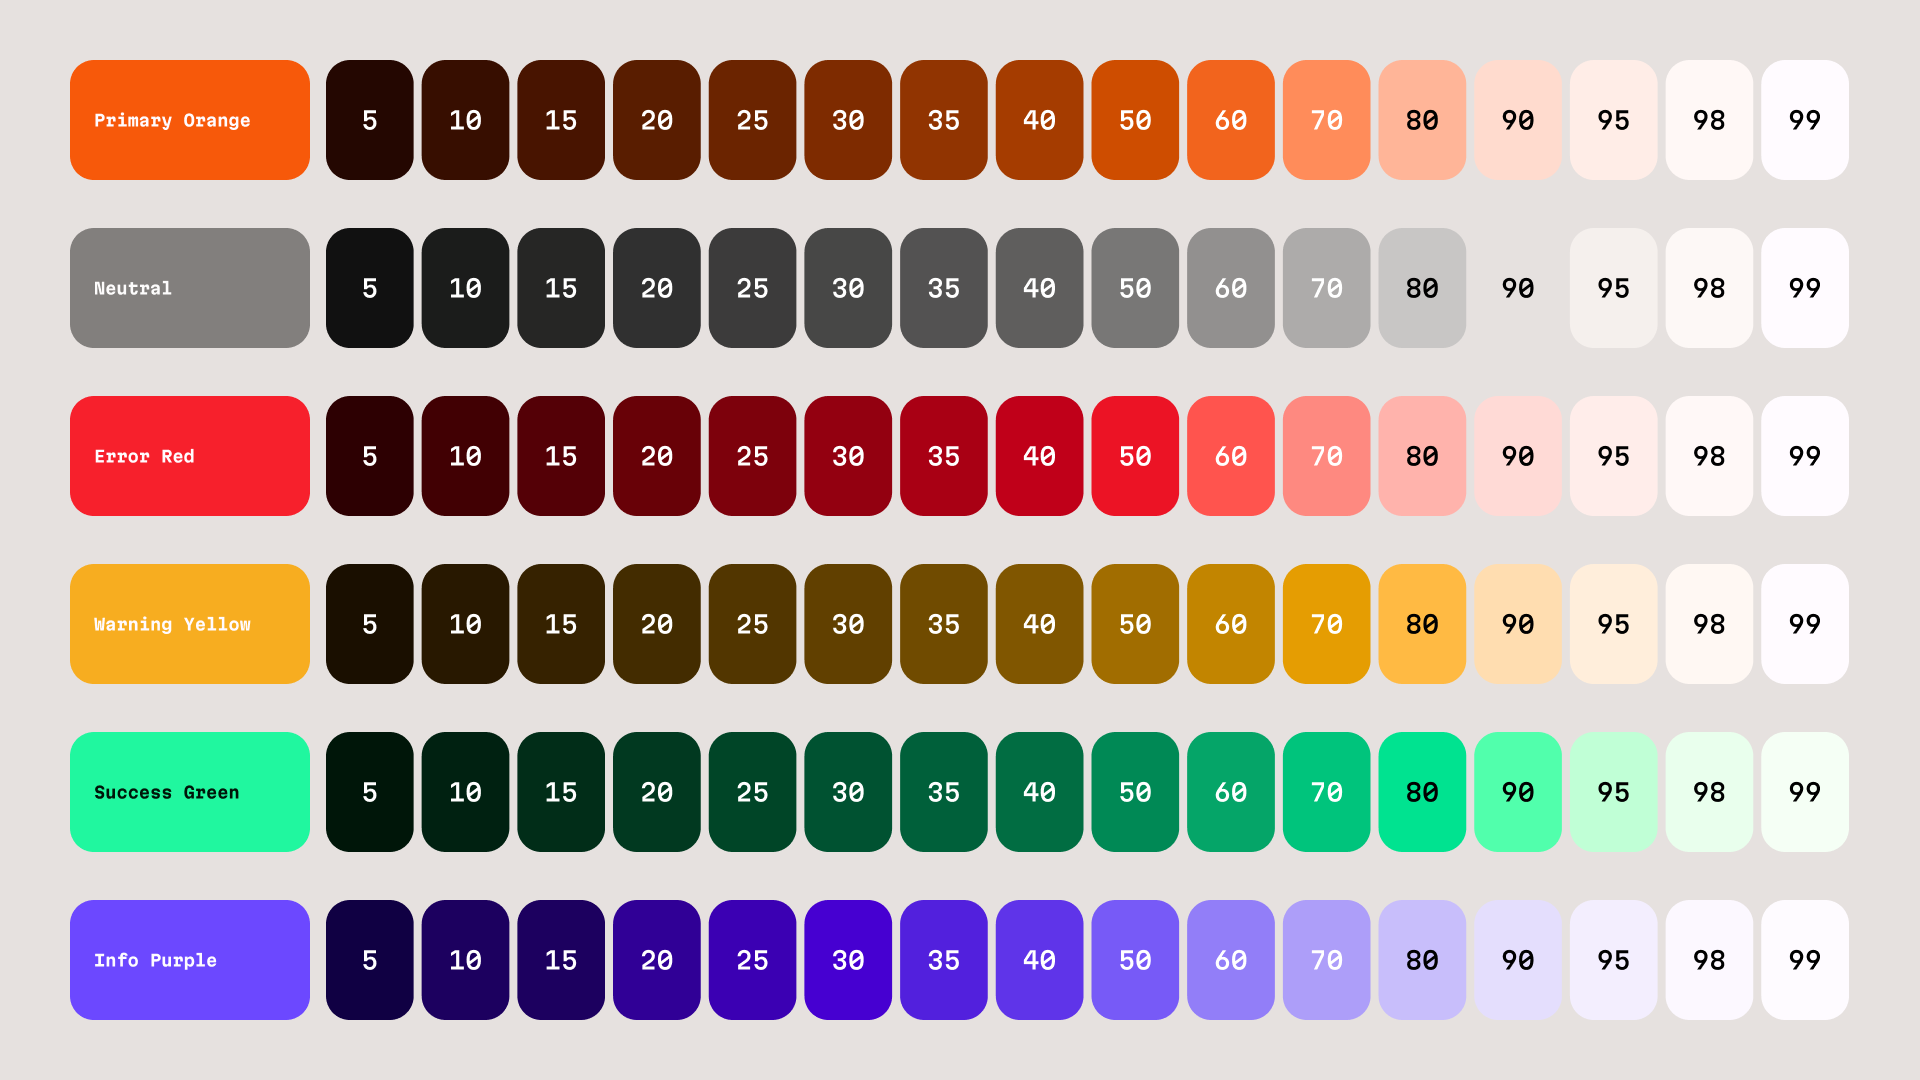 Primary Orange 5 10 15 20 25 30 35 40 50 60 70 80 90 95 98 99
Neutral 5 10 15 20 25 30 35 40 50 60 70 80 90 95 98 99
Error Red 5 10 15 20 25 30 35 40 50 60 70 80 90 95 98 99
Warning Yellow 5 10 15 20 25 30 35 40 50 60 70 80 90 95 98 99
Success Green 5 10 15 20 25 30 35 40 50 60 70 80 90 95 98 99
Info Purple 5 10 15 20 25 30 35 40 50 60 70 80 90 95 98 99